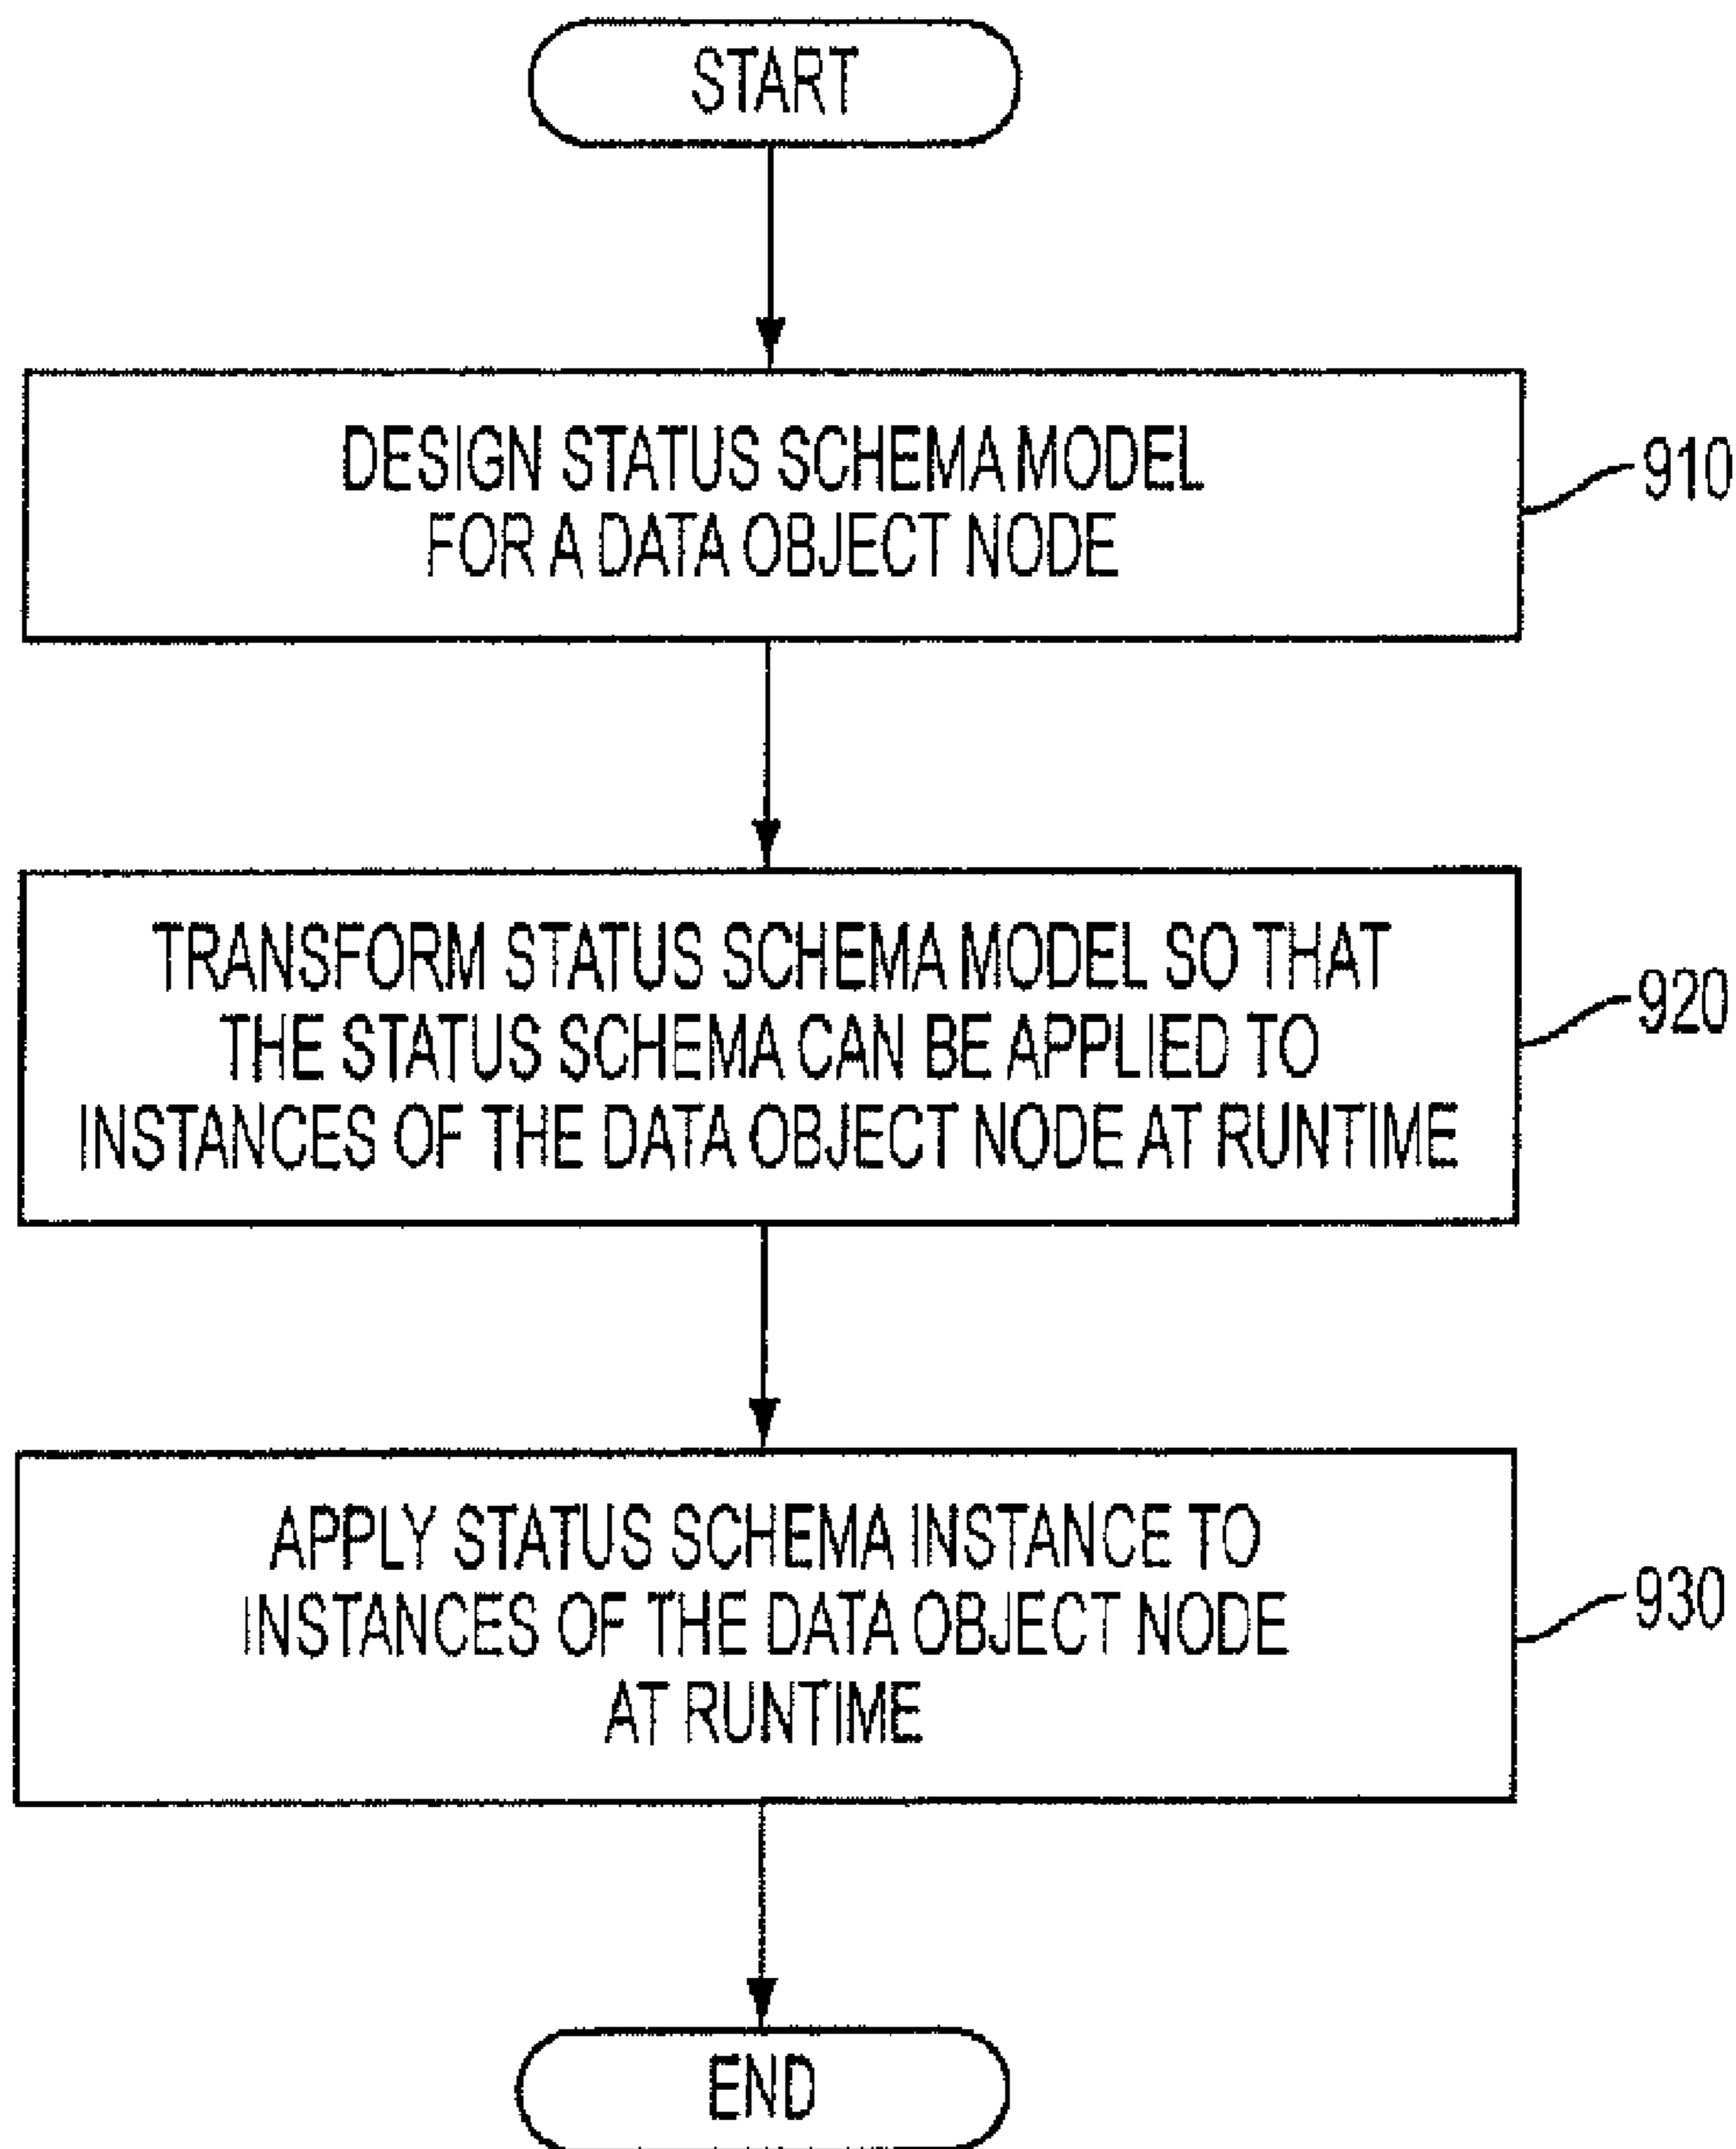 START
DESIGN STATUS SCHEMA MODEL
FOR A DATA OBJECT NODE
910
TRANSFORM STATUS SCHEMA MODEL SO THAT
THE STATUS SCHEMA CAN BE APPLIED TO
INSTANCES OF THE DATA OBJECT NODE AT RUNTIME
920
APPLY STATUS SCHEMA INSTANCE TO
INSTANCES OF THE DATA OBJECT NODE
AT RUNTIME
930
END